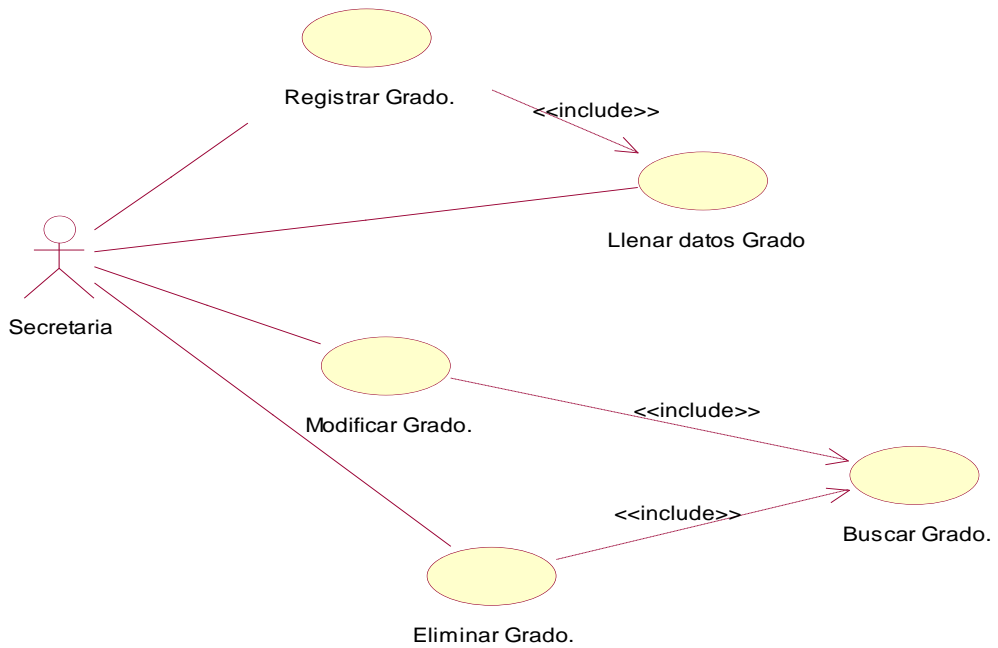 Registrar Grado.
<<include>>
Llenar datos Grado
Secretaria
Modificar Grado.
<<include>>
<<include>>
Buscar Grado.
Eliminar Grado.